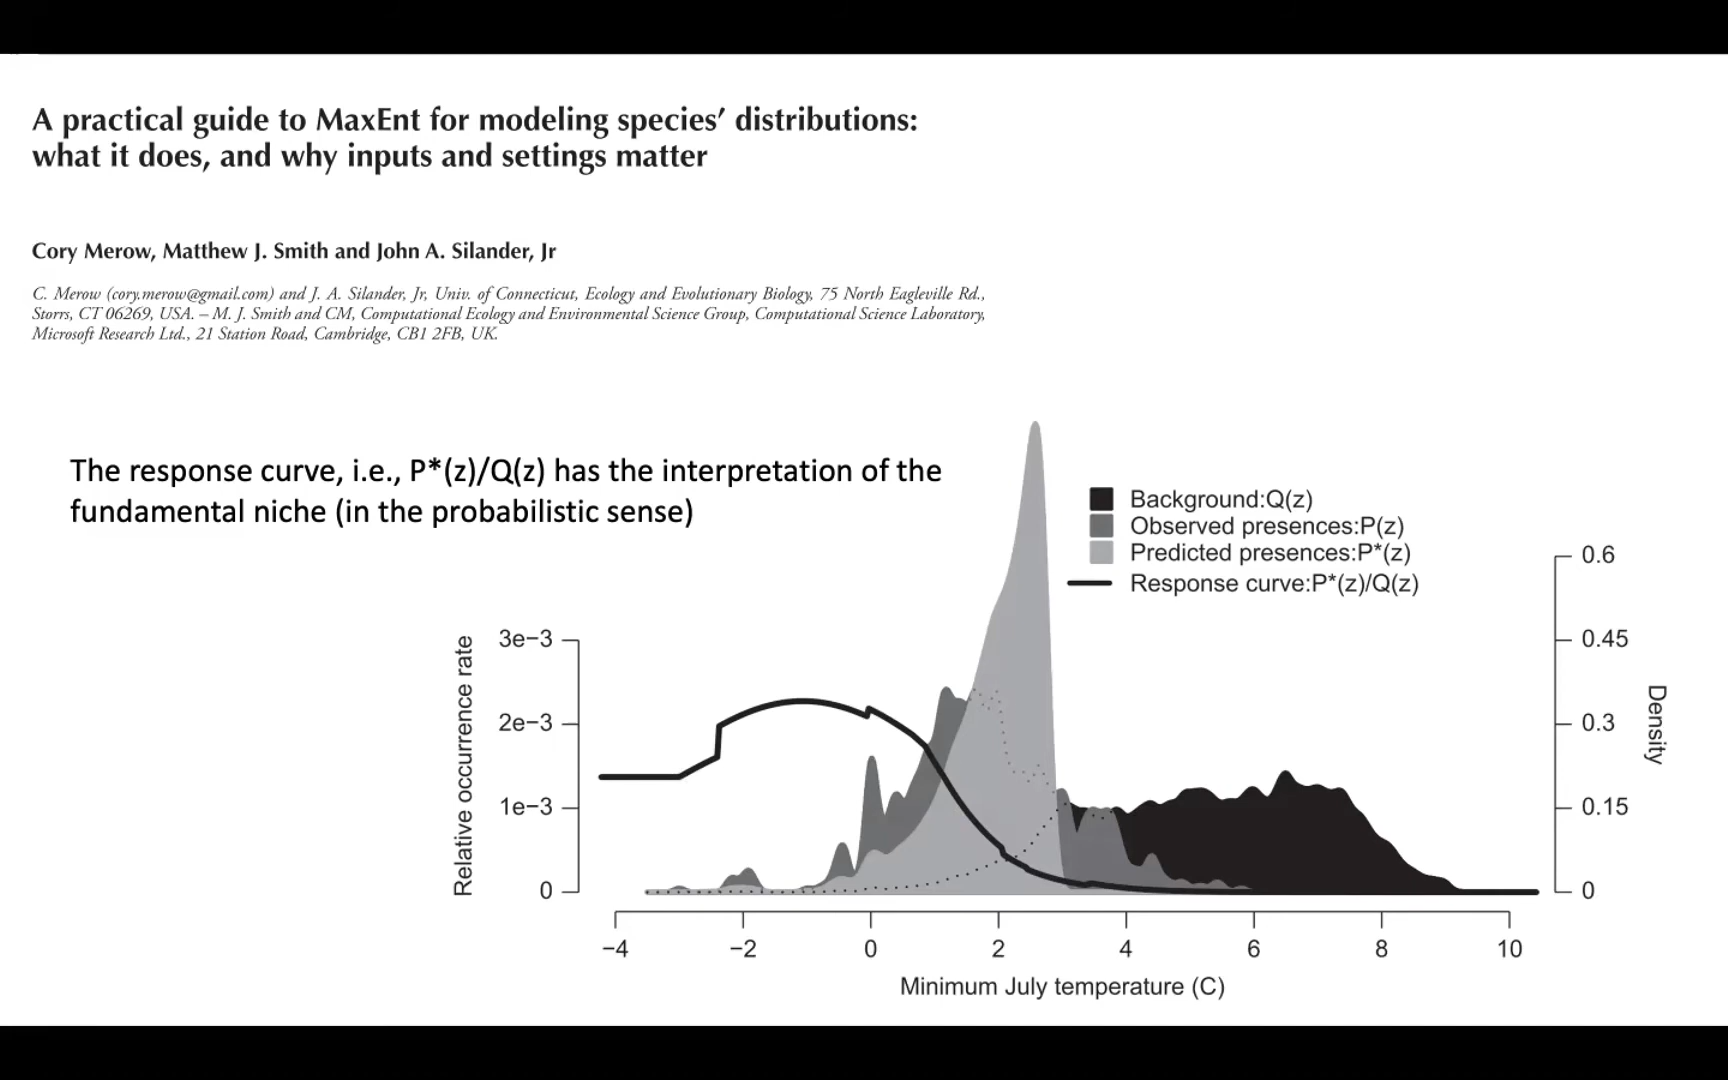 A practical guide to MaxEnt for modeling species’ distributions:
what it does, and why inputs and settings matter
Cory Merow, Matthew J. Smith and John A. Silander, Jr
C. Merow (cory.merow@gmail.com) and J. A. Silander, Jr, Univ. of Connecticut, Ecology and Evolutionary Biology, 75 North Eagleville Rd.,
Storrs, CT 06269, USA. – M. J. Smith and CM, Computational Ecology and Environmental Science Group, Computational Science Laboratory,
Microsoft Research Ltd., 21 Station Road, Cambridge, CB1 2FB, UK.
The response curve, i.e., P*(z)/Q(z) has the interpretation of the
fundamental niche (in the probabilistic sense)
Background:Q(z)
Observed presences:P(z)
Predicted presences:P*(z)
Response curve:P*(z)/Q(z)
Relative occurrence rate
3e−3
2e−3
1e−3
0
0.6
0.45
0.3
0.15
0
Density
−4 −2 0 2 4 6 8 10
Minimum July temperature (C)